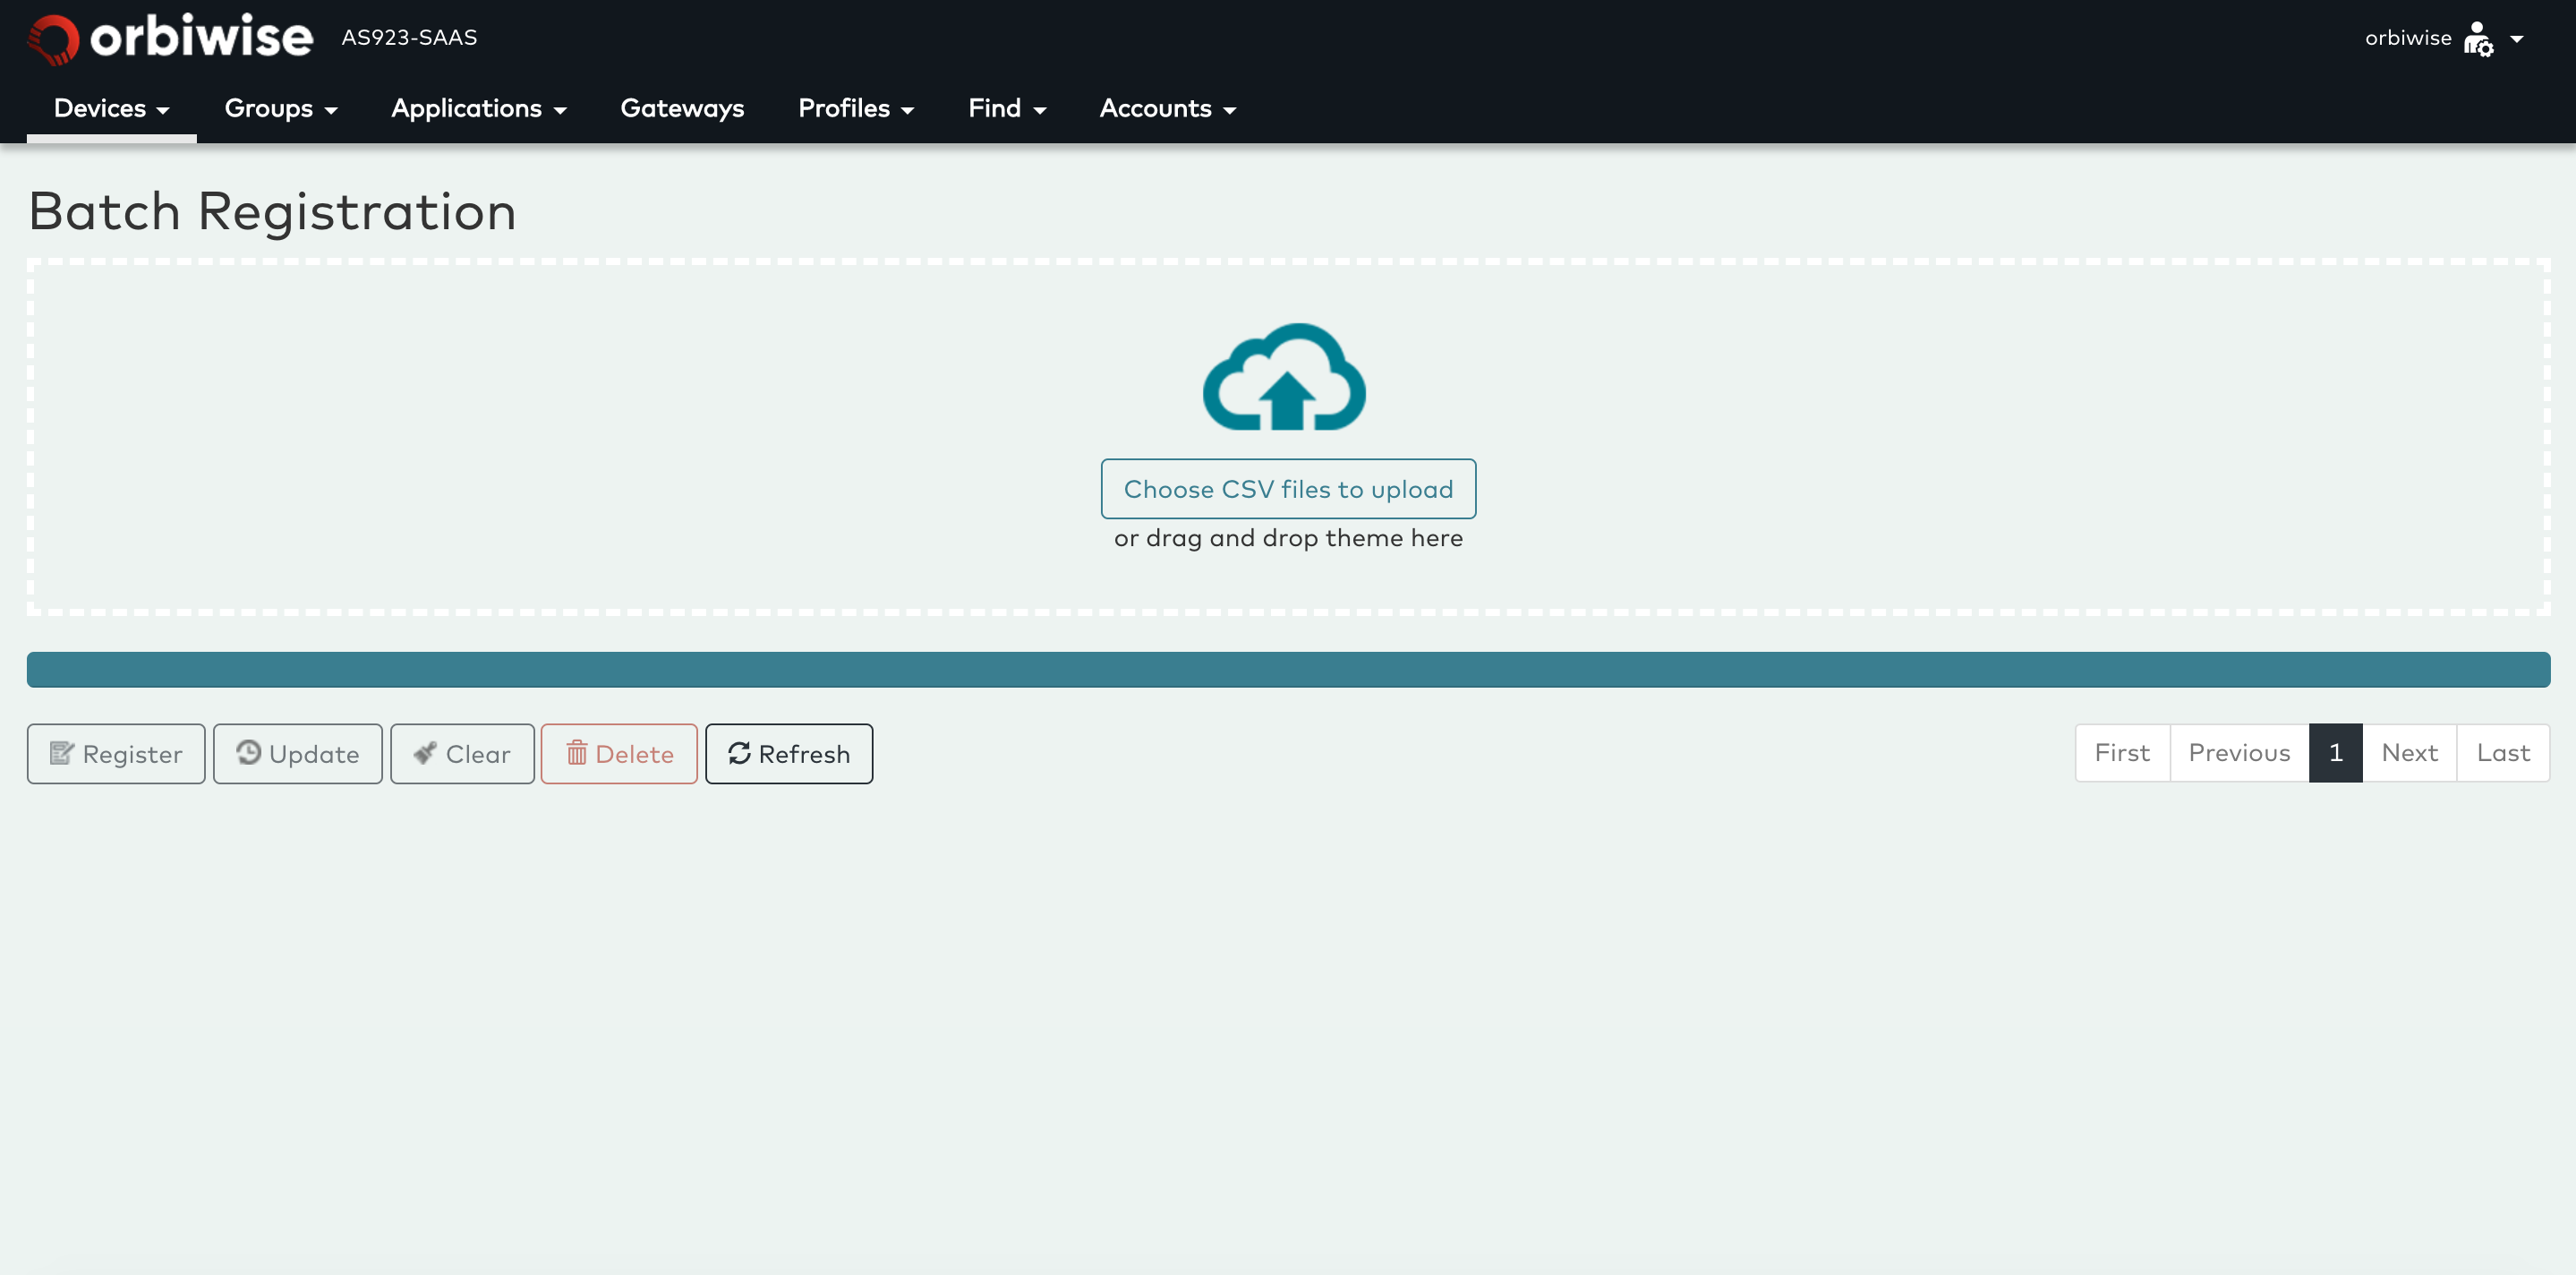 orbiwise AS923-SAAS orbiwise
Devices Groups Applications Gateways Profiles Find Accounts
Batch Registration
Choose CSV files to upload
or drag and drop theme here
Register Update Clear Delete Refresh First Previous 1 Next Last